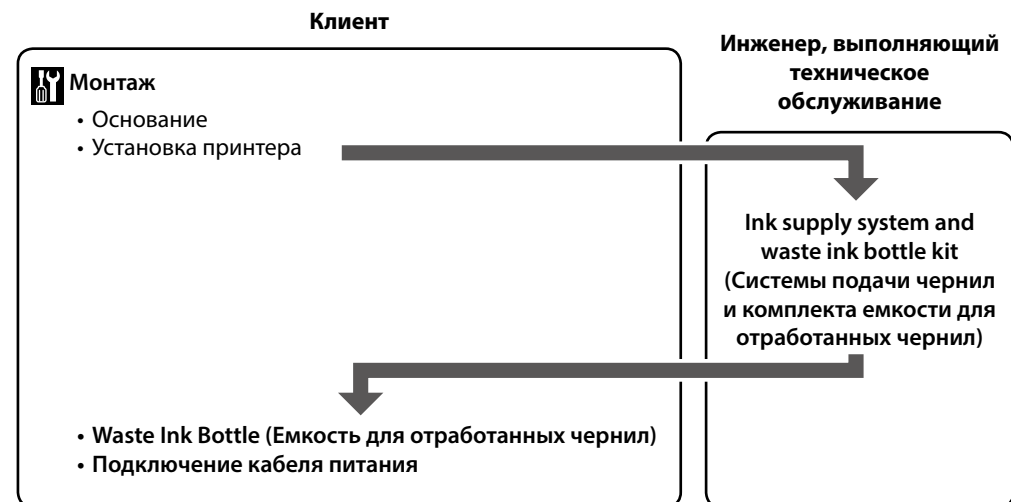 Клиент
Инженер, выполняющий
техническое
обслуживание
Монтаж
• Основание
• Установка принтера
Ink supply system and
waste ink bottle kit
(Системы подачи чернил
и комплекта емкости для
отработанных чернил)
• Waste Ink Bottle (Емкость для отработанных чернил)
• Подключение кабеля питания